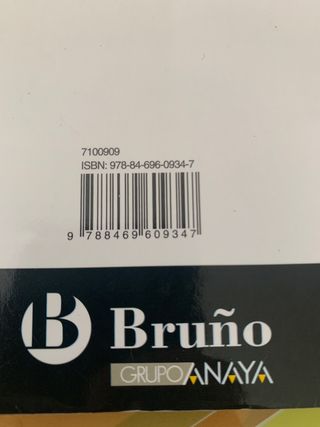 7100909
ISBN: 978-84-696-0934-7
9 788469 609347
B Bruño
GRUPO ANAYA